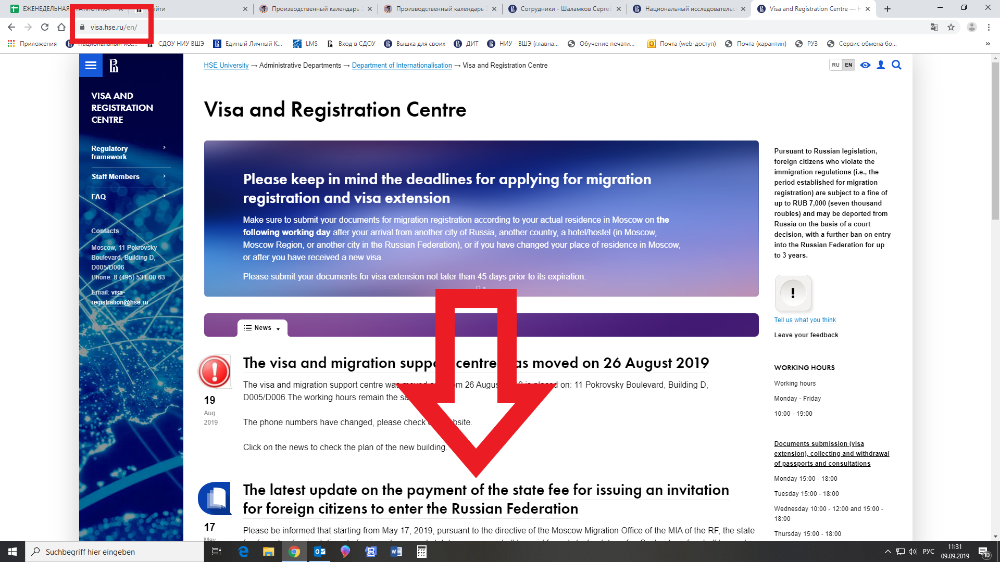 ЕЖЕНЕДЕЛЬНАЯ
Производственный календарь
Производственный календарь
Сотрудники - Шаламков Сергей
Национальный исследовательс
Visa and Registration Centre —
visa.hse.ru/en/
Приложения
СДОУ НИУ ВШЭ
Единый Личный К...
LMS
Вход в СДОУ
Вышка для своих
ДИТ
НИУ - ВШЭ (главна...
Обучение печати...
Почта (web-доступ)
Почта (карантин)
РУЗ
Сервис обмена бо...
»
HSE University → Administrative Departments → Department of Internationalisation → Visa and Registration Centre
RU EN
VISA AND
REGISTRATION
CENTRE
Regulatory
framework
Staff Members
FAQ
Contacts
Moscow, 11 Pokrovsky
Boulevard, Building D,
D005/D006
Phone: 8 (495) 531 00 63
Email: visa-
registration@hse.ru
Visa and Registration Centre
Please keep in mind the deadlines for applying for migration
registration and visa extension
Make sure to submit your documents for migration registration according to your actual residence in Moscow on the
following working day after your arrival from another city of Russia, another country, a hotel/hostel (in Moscow,
Moscow Region, or another city in the Russian Federation), or if you have changed your place of residence in Moscow,
or after you have received a new visa.
Please submit your documents for visa extension not later than 45 days prior to its expiration.
News
The visa and migration centre moved on 26 August 2019
19
Aug
2019
The visa and migration support centre was 26 on: 11 Pokrovsky Boulevard, Building D,
D005/D006.The working hours remain the
The phone numbers have changed, please check
Click on the news to check the plan of the new building.
The latest update on the payment of the state fee for issuing an invitation
for foreign citizens to enter the Russian Federation
17
May
Please be informed that starting from May 17, 2019, pursuant to the directive of the Moscow Migration Office of the MIA of the RF, the state
Pursuant to Russian legislation,
foreign citizens who violate the
immigration regulations (i.e., the
period established for migration
registration) are subject to a fine of
up to RUB 7,000 (seven thousand
roubles) and may be deported from
Russia on the basis of a court
decision, with a further ban on entry
into the Russian Federation for up
to 3 years.
!
Tell us what you think
Leave your feedback
WORKING HOURS
Working hours
Monday - Friday
10:00 - 19:00
Documents submission (visa
extension), collecting and withdrawal
of passports and consultations
Monday 15:00 - 18:00
Tuesday 15:00 - 18:00
Wednesday 10:00 - 12:00 and 15:00 -
18:00
Thursday 15:00 - 18:00
Suchbegriff hier eingeben
РУС
11:31
09.09.2019
10